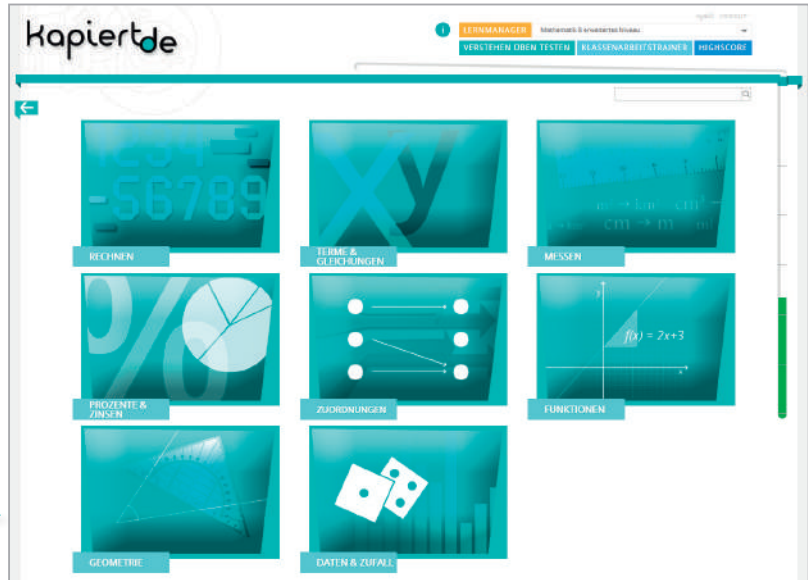 kapiert.de
LERNMANAGER Mathematik 8 erweitertes Niveau
VERSTEHEN ÜBEN TESTEN KLASSENARBEITSTRAINER HIGHSCORE
1234
56789
RECHNEN
xy
TERME &
GLEICHUNGEN
cm → m
MESSEN
%
PROZENTE &
ZINSEN
ZUORDNUNGEN
y
f(x) = 2x+3
x
FUNKTIONEN
GEOMETRIE
DATEN & ZUFALL